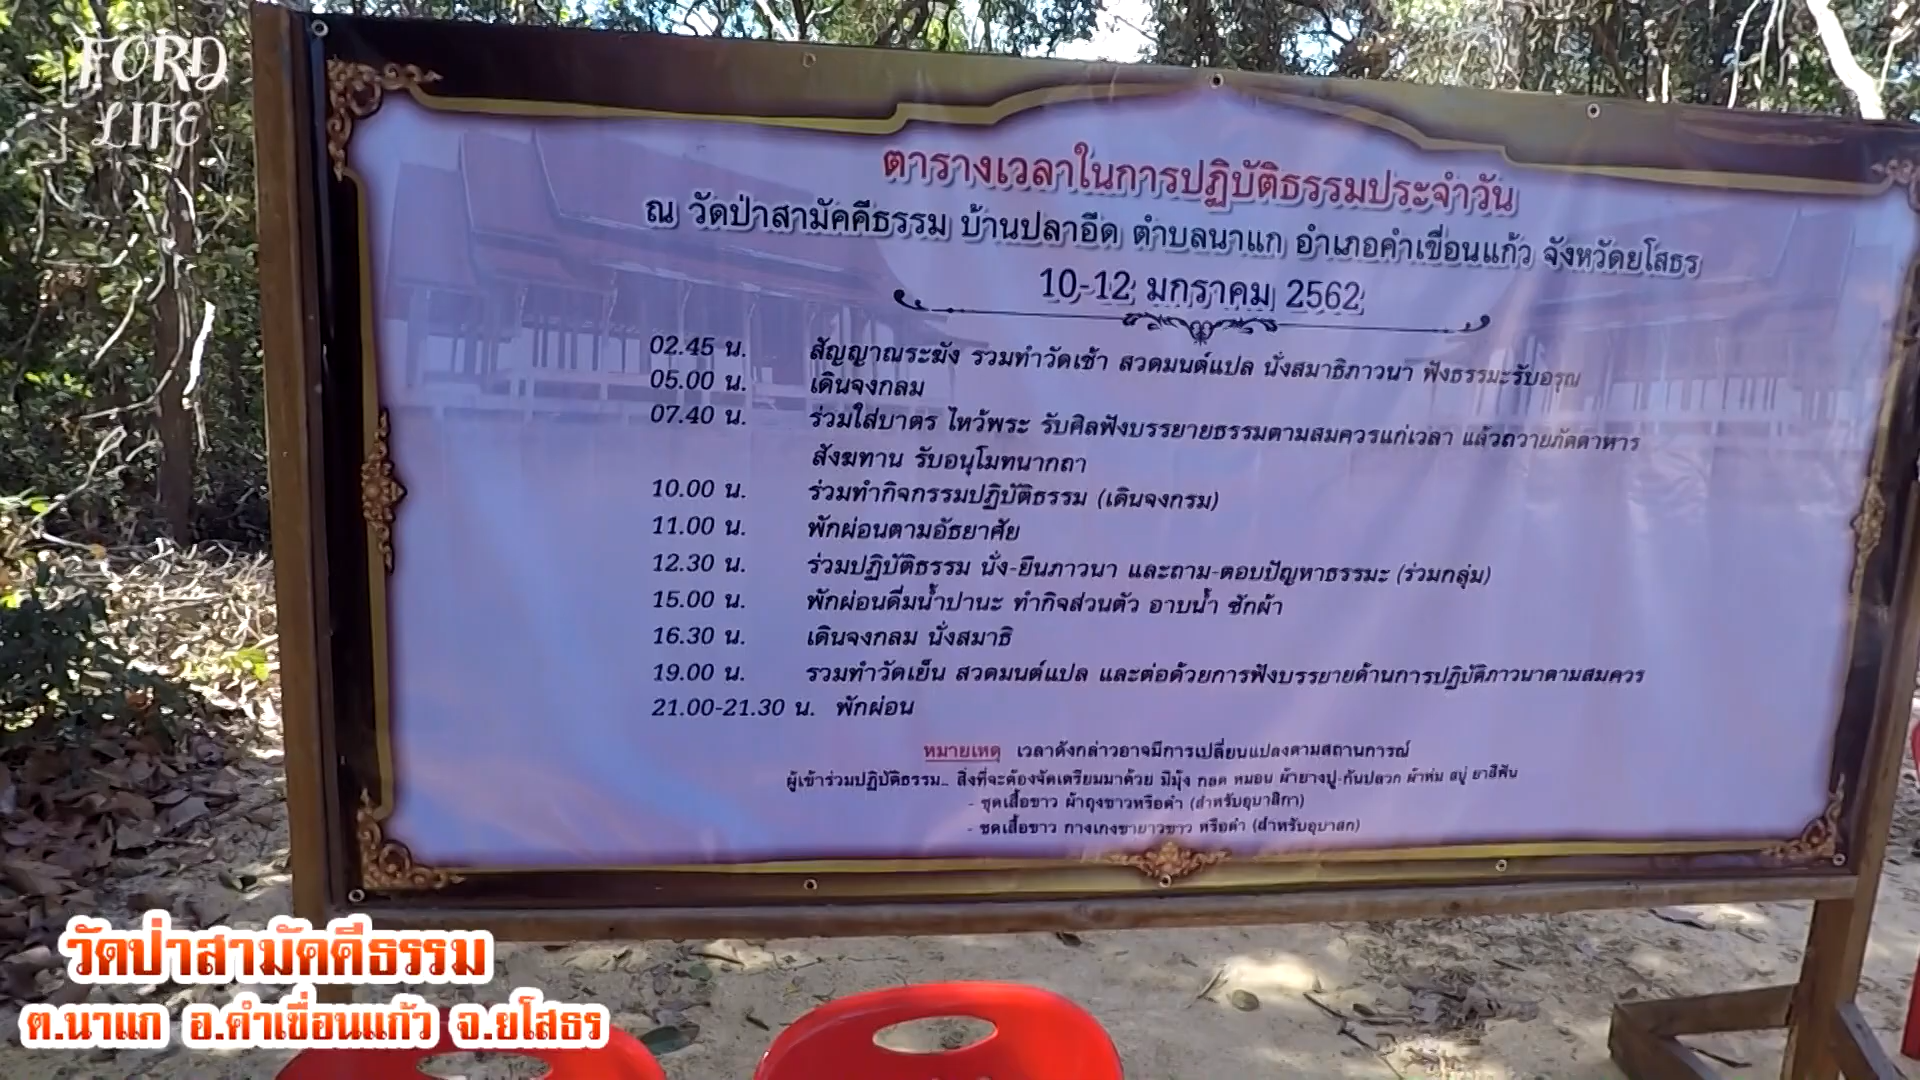 FORD
LIFE
ตารางเวลาในการปฏิบัติธรรมประจำวัน
ณ วัดป่าสามัคคีธรรม บ้านปลาอีด ตำบลนาแก อำเภอคำเขื่อนแก้ว จังหวัดยโสธร
10-12 มกราคม 2562
02.45 น. สัญญาณระฆัง รวมทำวัดเช้า สวดมนต์แปล นั่งสมาธิภาวนา ฟังธรรมะรับอรุณ
05.00 น. เดินจงกลม
07.40 น. ร่วมใส่บาตร ไหว้พระ รับศิลฟังบรรยายธรรมตามสมควรแก่เวลา แล้วถวายภัตตาหาร
สังฆทาน รับอนุโมทนากถา
10.00 น. ร่วมทำกิจกรรมปฏิบัติธรรม (เดินจงกรม)
11.00 น. พักผ่อนตามอัธยาศัย
12.30 น. ร่วมปฏิบัติธรรม นั่ง-ยืนภาวนา และถาม-ตอบปัญหาธรรมะ (ร่วมกลุ่ม)
15.00 น. พักผ่อนดื่มน้ำปานะ ทำกิจส่วนตัว อาบน้ำ ซักผ้า
16.30 น. เดินจงกลม นั่งสมาธิ
19.00 น. รวมทำวัดเย็น สวดมนต์แปล และต่อด้วยการฟังบรรยายด้านการปฏิบัติภาวนาตามสมควร
21.00-21.30 น. พักผ่อน
หมายเหตุ เวลาดังกล่าวอาจมีการเปลี่ยนแปลงตามสถานการณ์
ผู้เข้าร่วมปฏิบัติธรรม... สิ่งที่จะต้องจัดเตรียมมาด้วย มีมุ้ง กลด หมอน ผ้ายางปู-กันปลวก ผ้าห่ม สบู่ ยาสีฟัน
- ชุดเสื้อขาว ผ้าถุงขาวหรือดำ (สำหรับอุบาสิกา)
- ชุดเสื้อขาว กางเกงขายาวขาว หรือดำ (สำหรับอุบาสก)
วัดป่าสามัคคีธรรม
ต.นาแก อ.คำเขื่อนแก้ว จ.ยโสธร